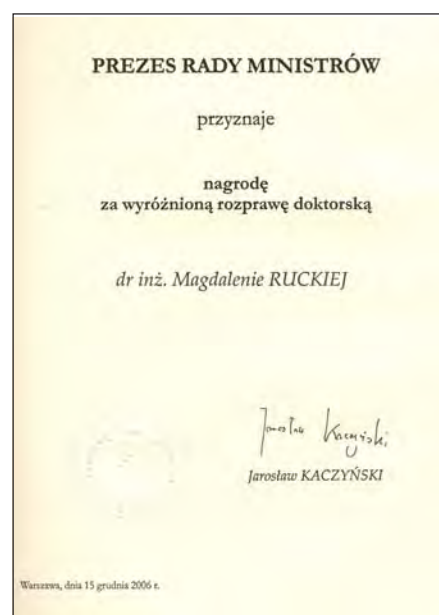 PREZES RADY MINISTRÓW
przyznaje
nagrodę
za wyróżnioną rozprawę doktorską
dr inż. Magdalenie RUCKIEJ
Jarosław Kaczyński
Jarosław KACZYŃSKI
Warszawa, dnia 15 grudnia 2006 r.